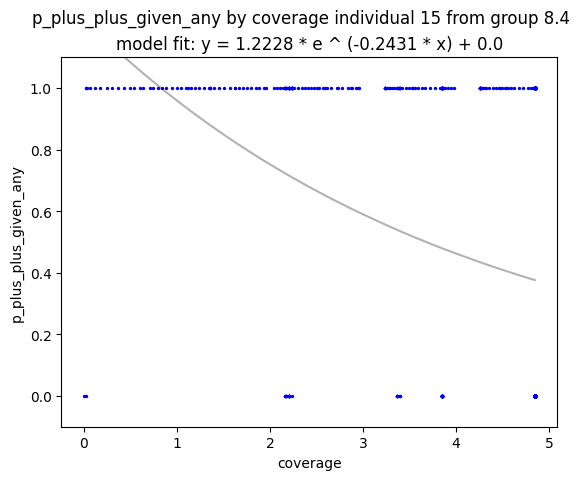 p_plus_plus_given_any by coverage individual 15 from group 8.4
model fit: y = 1.2228 * e ^ (-0.2431 * x) + 0.0
p_plus_plus_given_any
1.0
0.8
0.6
0.4
0.2
0.0
0 1 2 3 4 5
coverage